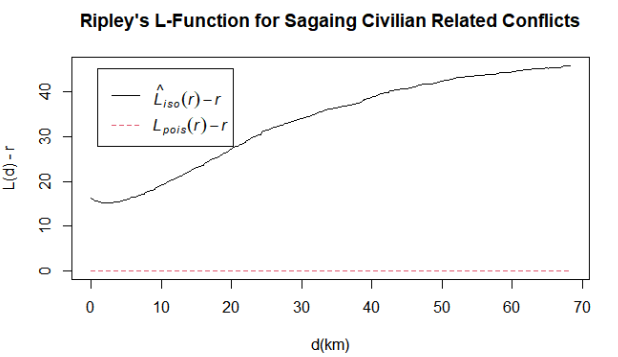 Ripley's L-Function for Sagaing Civilian Related Conflicts
L̂iso(r) − r
Lpois(r) − r
L(d) - r
40
30
20
10
0
0 10 20 30 40 50 60 70
d(km)